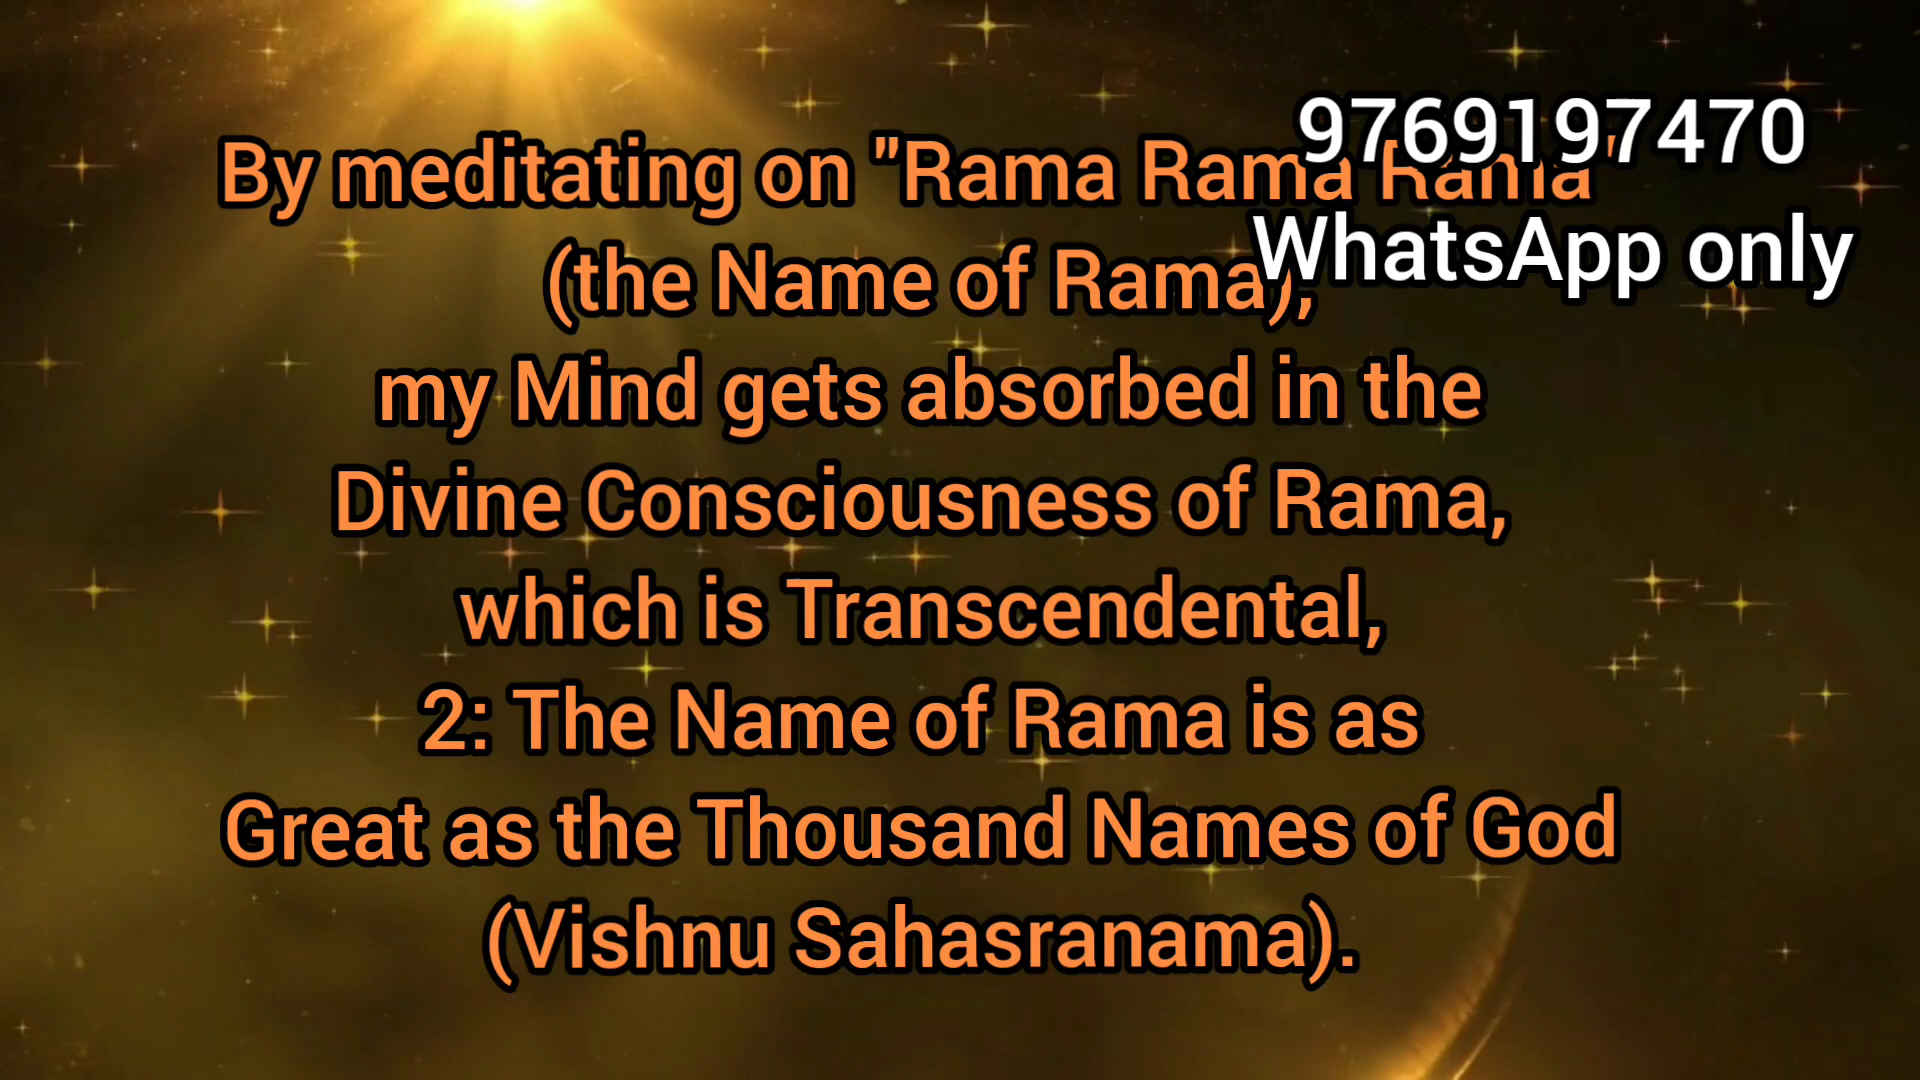 9769197470
WhatsApp only
By meditating on "Rama Rama Rama"
(the Name of Rama),
my Mind gets absorbed in the
Divine Consciousness of Rama,
which is Transcendental,
2: The Name of Rama is as
Great as the Thousand Names of God
(Vishnu Sahasranama).